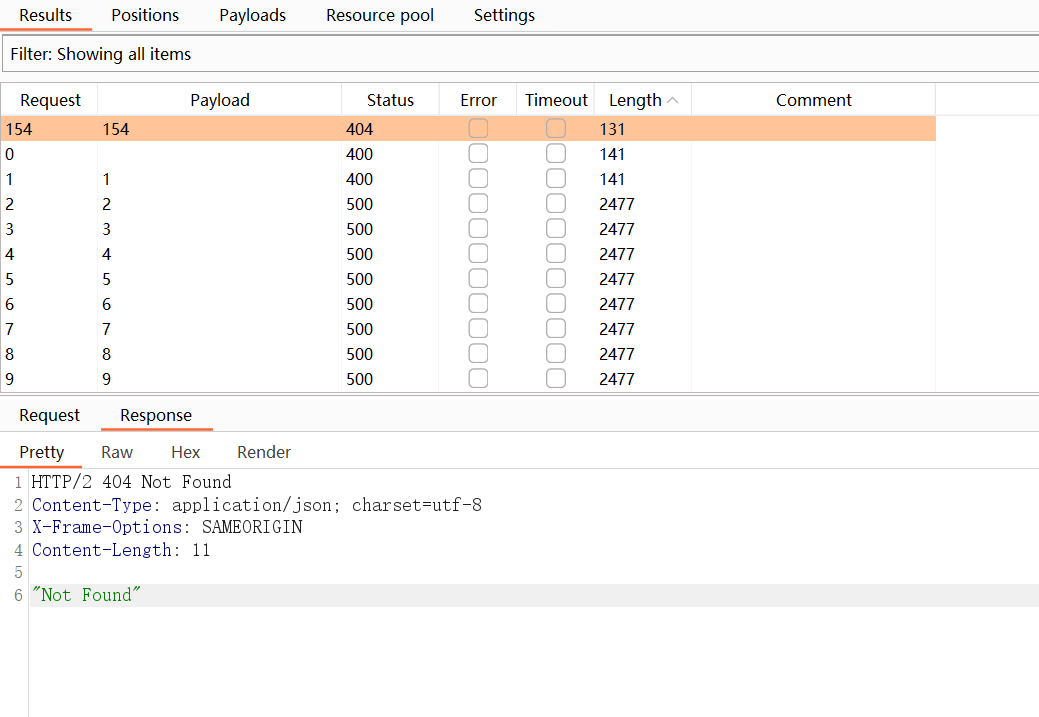 Results Positions Payloads Resource pool Settings
Filter: Showing all items
Request Payload Status Error Timeout Length Comment
154 154 404 131
0 400 141
1 1 400 141
2 2 500 2477
3 3 500 2477
4 4 500 2477
5 5 500 2477
6 6 500 2477
7 7 500 2477
8 8 500 2477
9 9 500 2477
Request Response
Pretty Raw Hex Render
1 HTTP/2 404 Not Found
2 Content-Type: application/json; charset=utf-8
3 X-Frame-Options: SAMEORIGIN
4 Content-Length: 11
5
6 "Not Found"